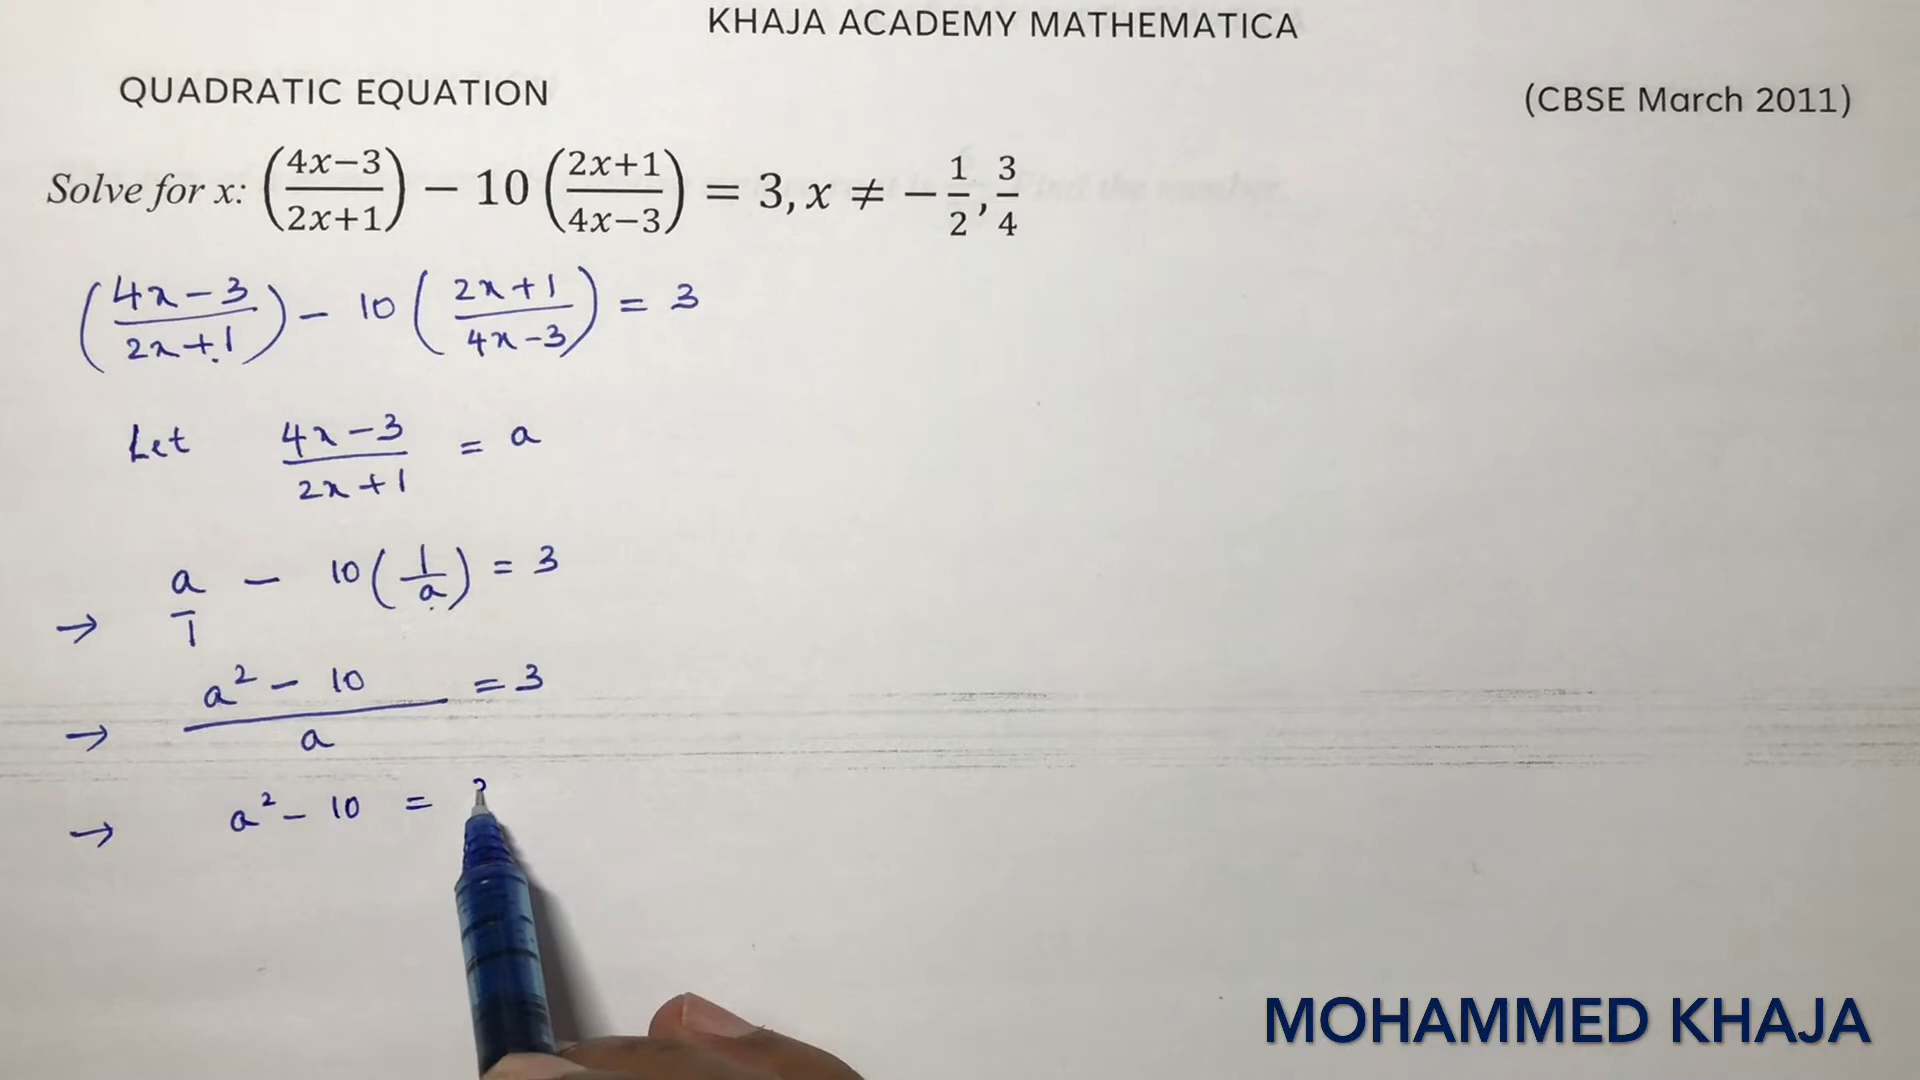 KHAJA ACADEMY MATHEMATICA
QUADRATIC EQUATION (CBSE March 2011)
Solve for x: ((4x−3)/(2x+1)) − 10 ((2x+1)/(4x−3)) = 3, x ≠ −1/2, 3/4
((4x−3)/(2x+1)) − 10 ((2x+1)/(4x−3)) = 3
Let (4x−3)/(2x+1) = a
→ a/1 − 10(1/a) = 3
→ (a² − 10)/a = 3
→ a² − 10 =
MOHAMMED KHAJA